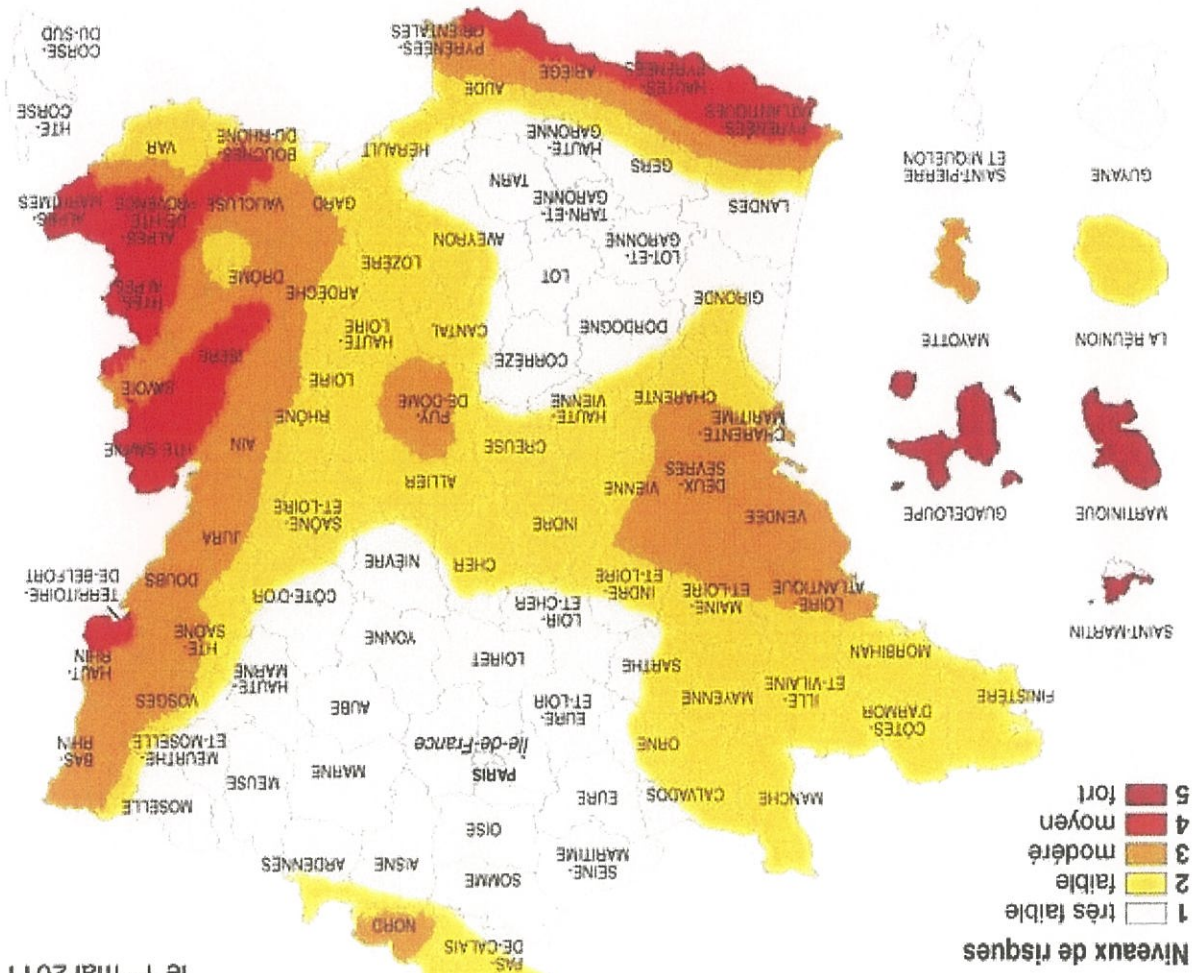 le 1er mai 2011
Niveaux de risques
1 très faible
2 faible
3 modéré
4 moyen
5 fort
PAS-
DE-CALAIS
NORD
SOMME
AISNE
ARDENNES
SEINE-
MARITIME
OISE
MANCHE
CALVADOS
EURE
PARIS
Île-de-France
MARNE
MEUSE
MOSELLE
MEURTHE-
ET-MOSELLE
BAS-
RHIN
FINISTÈRE
CÔTES-
D'ARMOR
MORBIHAN
ILLE-
ET-VILAINE
MAYENNE
ORNE
SARTHE
EURE-
ET-LOIR
LOIRET
AUBE
YONNE
HAUTE-
MARNE
VOSGES
HAUT-
RHIN
HTE-
SAÔNE
TERRITOIRE-
DE-BELFORT
LOIRE-
ATLANTIQUE
MAINE-
ET-LOIRE
INDRE-
ET-LOIRE
LOIR-
ET-CHER
CHER
NIÈVRE
CÔTE-D'OR
DOUBS
JURA
VENDÉE
DEUX-
SÈVRES
VIENNE
INDRE
ALLIER
SAÔNE-
ET-LOIRE
AIN
HTE-SAVOIE
CHARENTE-
MARITIME
CHARENTE
HAUTE-
VIENNE
CREUSE
PUY-
DE-DOME
LOIRE
RHÔNE
SAVOIE
ISÈRE
CORRÈZE
DORDOGNE
GIRONDE
CANTAL
HAUTE-
LOIRE
ARDÈCHE
DRÔME
HTES-
ALPES
LOT
LOT-ET-
GARONNE
TARN-ET-
GARONNE
LANDES
AVEYRON
LOZÈRE
GARD
VAUCLUSE
ALPES-
DE-HTE
PROVENCE
ALPES-
MARITIMES
GERS
HAUTE-
GARONNE
TARN
HÉRAULT
BOUCHES-
DU-RHÔNE
VAR
PYRÉNÉES
ATLANTIQUES
HAUTES-
PYRÉNÉES
ARIÈGE
AUDE
PYRÉNÉES-
ORIENTALES
HTE-
CORSE
CORSE-
DU-SUD
SAINT-MARTIN
MARTINIQUE
GUADELOUPE
LA RÉUNION
MAYOTTE
GUYANE
SAINT-PIERRE
ET MIQUELON